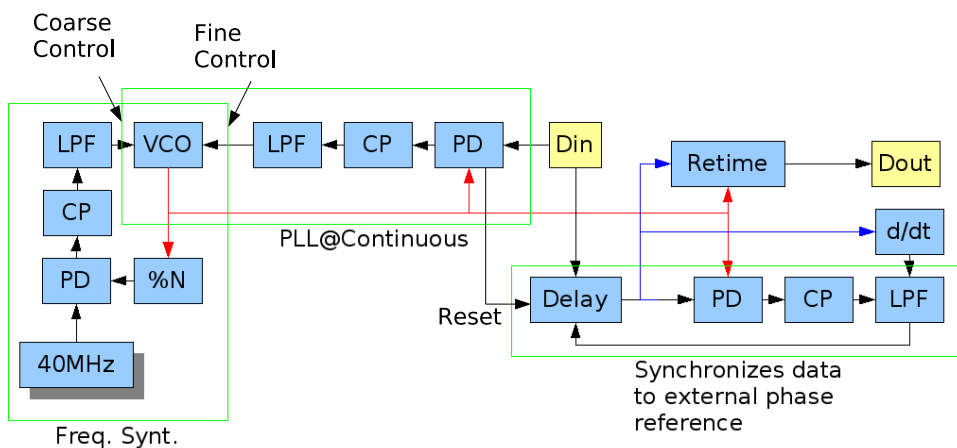 Coarse
Control
Fine
Control
LPF
VCO
LPF
CP
PD
Din
Retime
Dout
CP
PLL@Continuous
d/dt
PD
%N
Reset
Delay
PD
CP
LPF
40MHz
Synchronizes data
to external phase
reference
Freq. Synt.